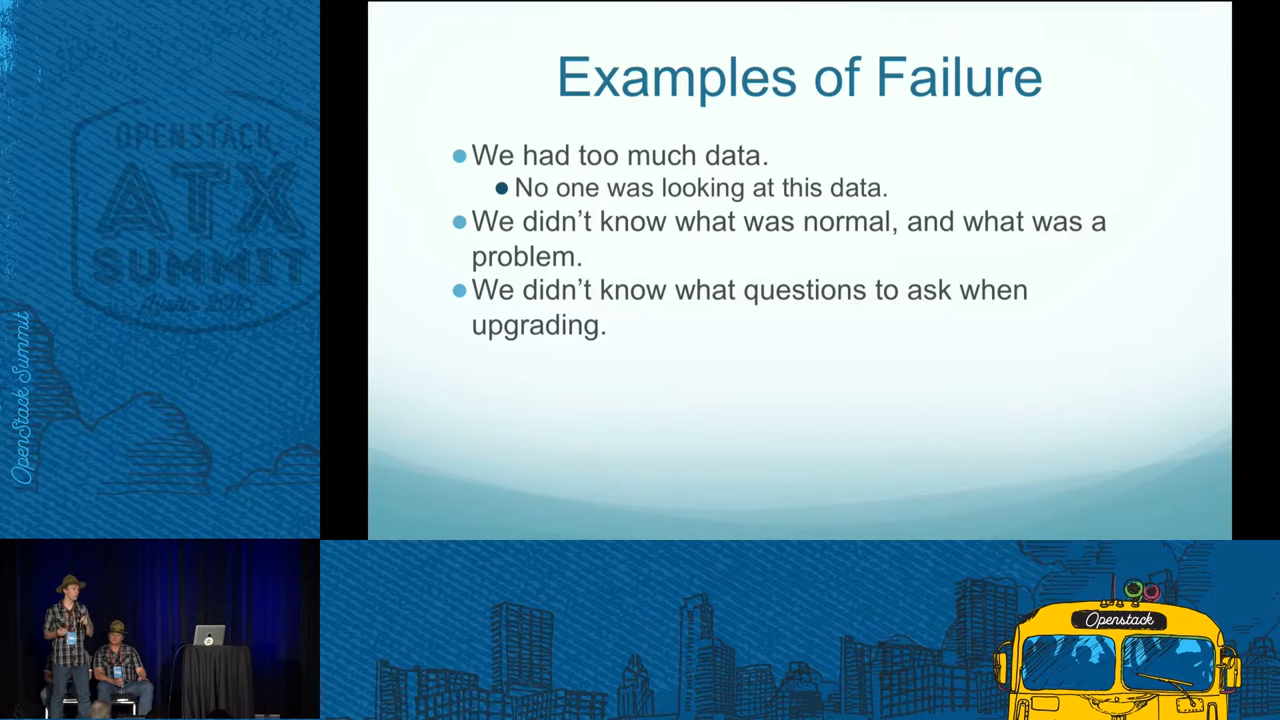 Examples of Failure
We had too much data.
No one was looking at this data.
We didn’t know what was normal, and what was a
problem.
We didn’t know what questions to ask when
upgrading.
OPENSTACK
ATX
SUMMIT
OpenStack Summit
Openstack